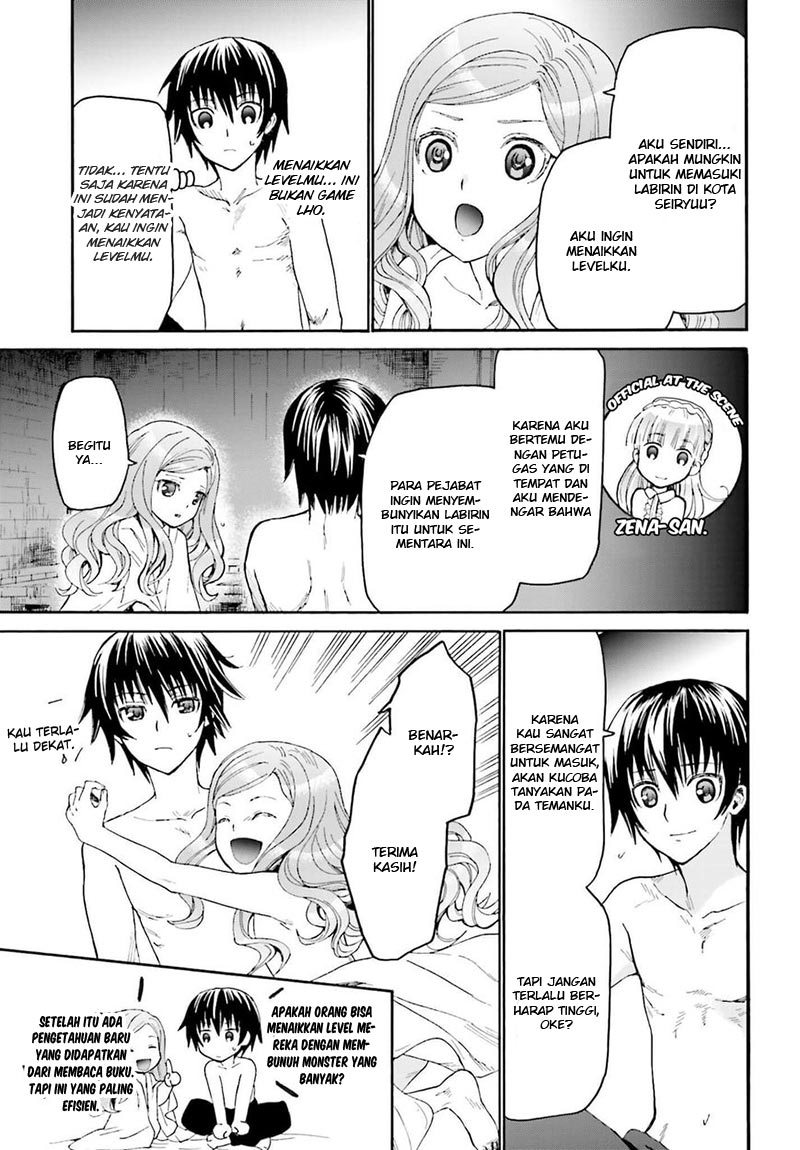 AKU SENDIRI...
APAKAH MUNGKIN
UNTUK MEMASUKI
LABIRIN DI KOTA
SEIRYUU?
AKU INGIN
MENAIKKAN
LEVELKU.
MENAIKKAN
LEVELMU... INI
BUKAN GAME
LHO.
TIDAK... TENTU
SAJA KARENA
INI SUDAH MEN-
JADI KENYATA-
AN, KAU INGIN
MENAIKKAN
LEVELMU.
OFFICIAL AT THE SCENE
ZENA-SAN.
KARENA AKU
BERTEMU DE-
NGAN PETU-
GAS YANG DI
TEMPAT DAN
AKU MENDE-
NGAR BAHWA
PARA PEJABAT
INGIN MENYEM-
BUNYIKAN LABIRIN
ITU UNTUK SE-
MENTARA INI.
BEGITU
YA...
KARENA
KAU SANGAT
BERSEMANGAT
UNTUK MASUK,
AKAN KUCOBA
TANYAKAN PA-
DA TEMANKU.
TAPI JANGAN
TERLALU BER-
HARAP TINGGI,
OKE?
BENAR-
KAH!?
TERIMA
KASIH!
KAU TERLA-
LU DEKAT.
APAKAH ORANG BISA
MENAIKKAN LEVEL ME-
REKA DENGAN MEM-
BUNUH MONSTER YANG
BANYAK?
SETELAH ITU ADA
PENGETAHUAN BARU
YANG DIDAPATKAN
DARI MEMBACA BUKU.
TAPI INI YANG PALING
EFISIEN.